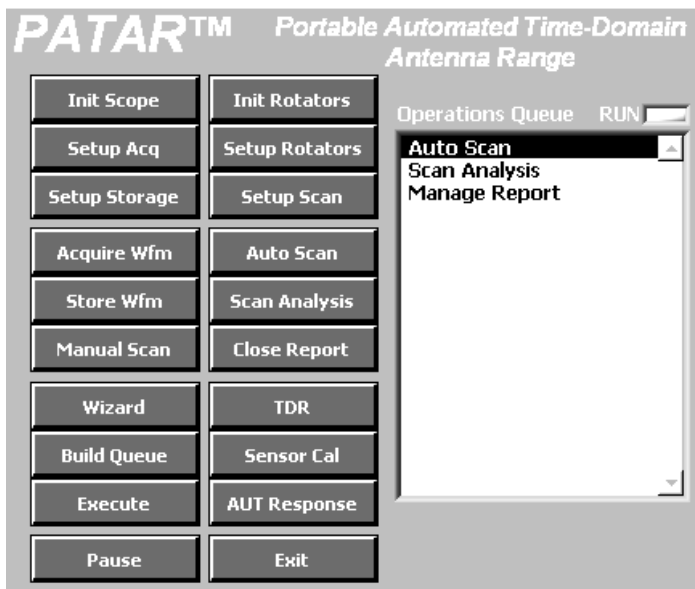 PATAR™ Portable Automated Time-Domain
Antenna Range
Init Scope
Init Rotators
Setup Acq
Setup Rotators
Setup Storage
Setup Scan
Acquire Wfm
Auto Scan
Store Wfm
Scan Analysis
Manual Scan
Close Report
Wizard
TDR
Build Queue
Sensor Cal
Execute
AUT Response
Pause
Exit
Operations Queue RUN
Auto Scan
Scan Analysis
Manage Report